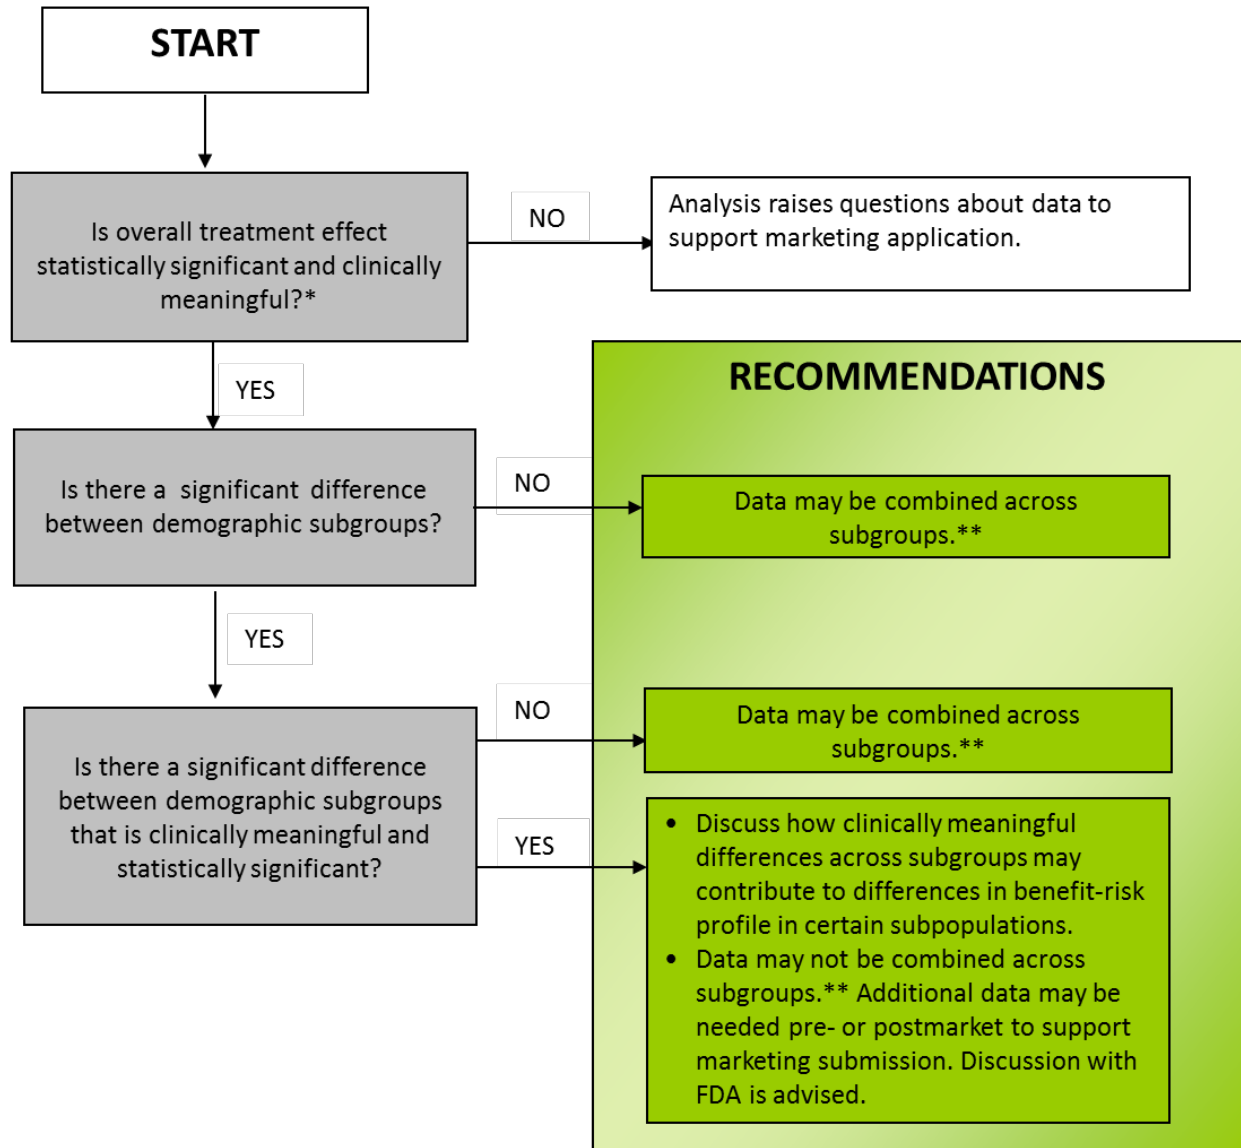 START
Is overall treatment effect
statistically significant and clinically
meaningful?*
NO
Analysis raises questions about data to
support marketing application.
YES
RECOMMENDATIONS
Is there a significant difference
between demographic subgroups?
NO
Data may be combined across
subgroups.**
YES
Is there a significant difference
between demographic subgroups
that is clinically meaningful and
statistically significant?
NO
Data may be combined across
subgroups.**
YES
• Discuss how clinically meaningful
differences across subgroups may
contribute to differences in benefit-risk
profile in certain subpopulations.
• Data may not be combined across
subgroups.** Additional data may be
needed pre- or postmarket to support
marketing submission. Discussion with
FDA is advised.